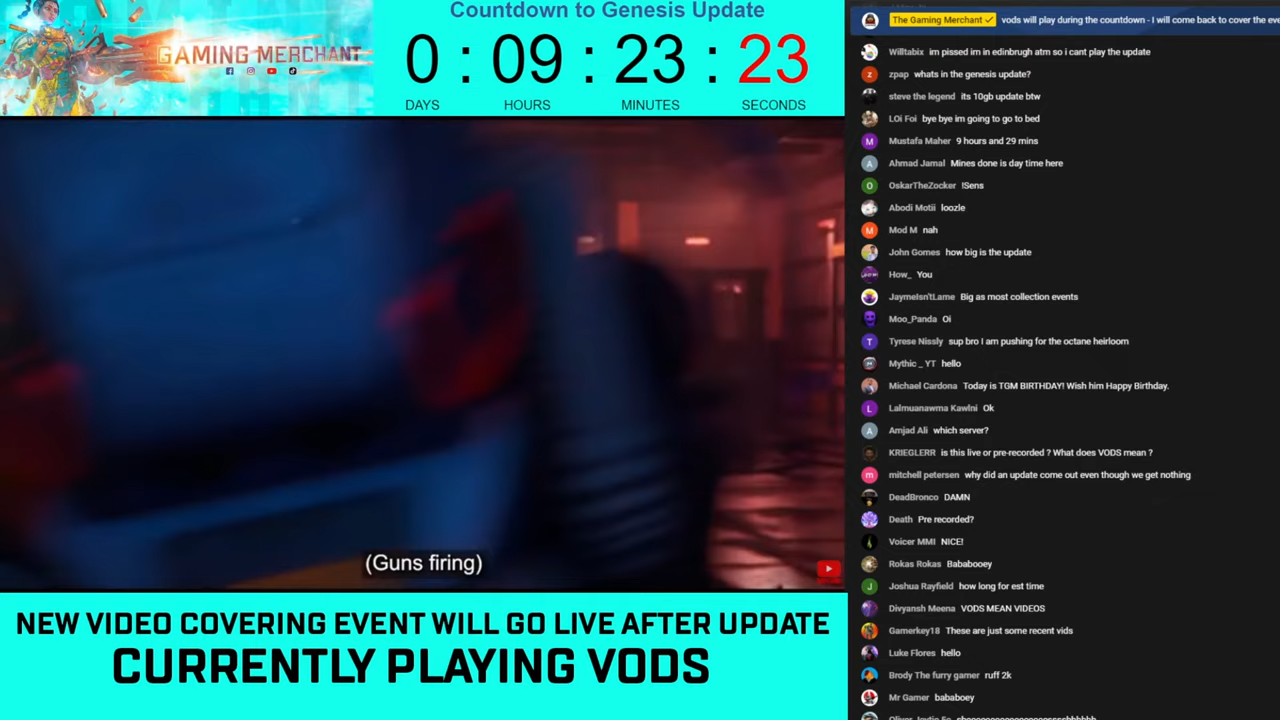 Countdown to Genesis Update
GAMING MERCHANT
0 : 09 : 23 : 23
DAYS HOURS MINUTES SECONDS
(Guns firing)
NEW VIDEO COVERING EVENT WILL GO LIVE AFTER UPDATE
CURRENTLY PLAYING VODS
The Gaming Merchant ✓ vods will play during the countdown - I will come back to cover the eve
Willtabix im pissed im in edinbrugh atm so i cant play the update
z zpap whats in the genesis update?
steve the legend its 10gb update btw
L0i Foi bye bye im going to go to bed
M Mustafa Maher 9 hours and 29 mins
A Ahmad Jamal Mines done is day time here
O OskarTheZocker !Sens
Abodi Motii loozle
M Mod M nah
John Gomes how big is the update
How_ You
JaymeIsn'tLame Big as most collection events
Moo_Panda Oi
T Tyrese Nissly sup bro I am pushing for the octane heirloom
Mythic _ YT hello
Michael Cardona Today is TGM BIRTHDAY! Wish him Happy Birthday.
L Lalmuanawma Kawlni Ok
A Amjad Ali which server?
KRIEGLERR is this live or pre-recorded ? What does VODS mean ?
m mitchell petersen why did an update come out even though we get nothing
DeadBronco DAMN
Death Pre recorded?
Voicer MMI NICE!
Rokas Rokas Bababooey
J Joshua Rayfield how long for est time
Divyansh Meena VODS MEAN VIDEOS
Gamerkey18 These are just some recent vids
Luke Flores hello
Brody The furry gamer ruff 2k
Mr Gamer bababoey